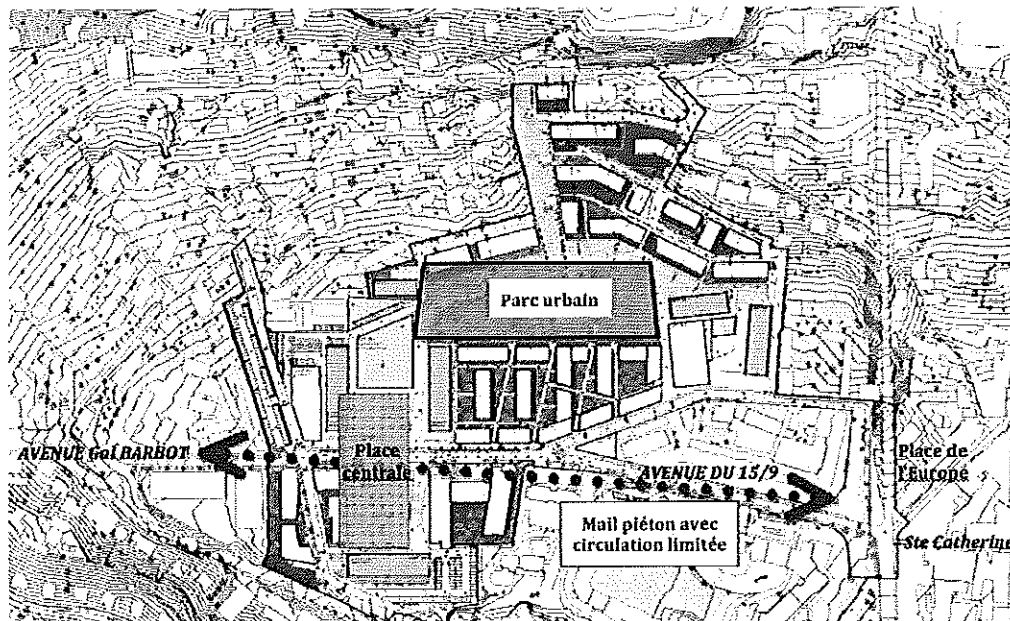 Parc urbain
AVENUE Gal BARBOT
Place
centrale
AVENUE DU 15/9
Place de
l'Europe
Mail piéton avec
circulation limitée
Ste Catherine